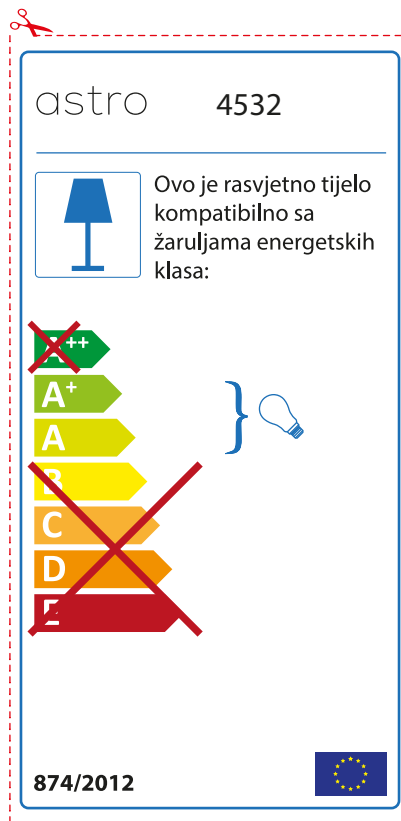 astro 4532
Ovo je rasvjetno tijelo
kompatibilno sa
žaruljama energetskih
klasa:
A++
A+
A
B
C
D
E
874/2012